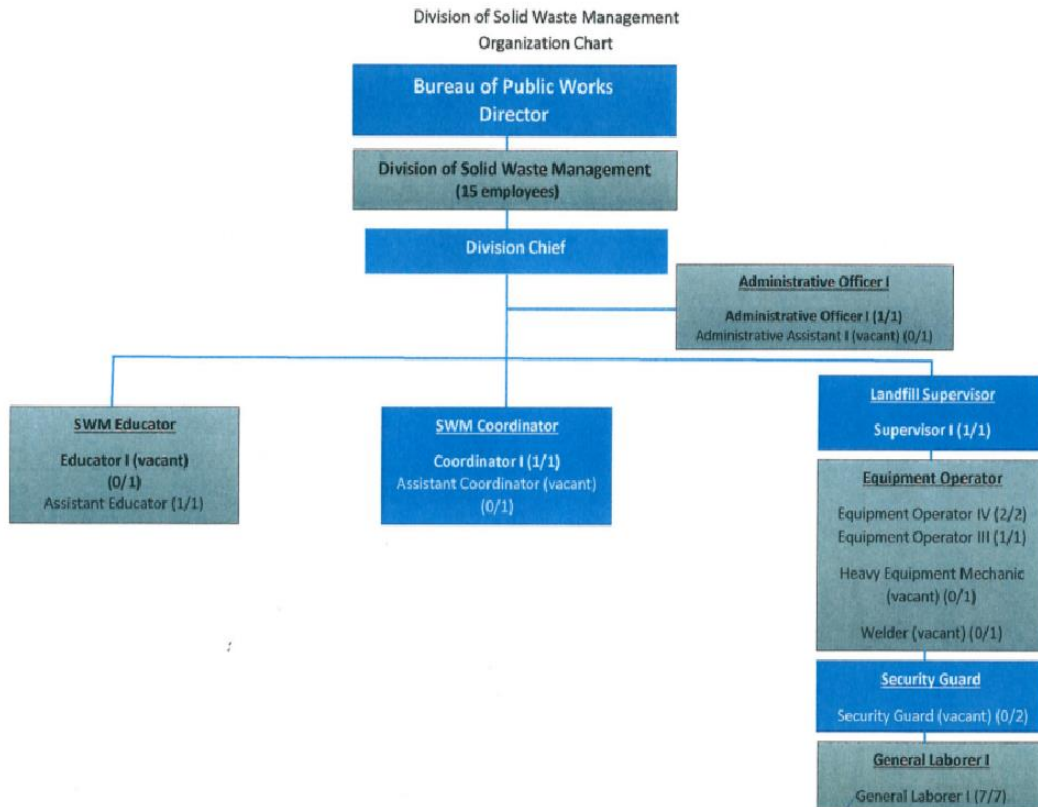 Division of Solid Waste Management
Organization Chart
Bureau of Public Works
Director
Division of Solid Waste Management
(15 employees)
Division Chief
Administrative Officer I
Administrative Officer I (1/1)
Administrative Assistant I (vacant) (0/1)
SWM Educator
Educator I (vacant)
(0/1)
Assistant Educator (1/1)
SWM Coordinator
Coordinator I (1/1)
Assistant Coordinator (vacant)
(0/1)
Landfill Supervisor
Supervisor I (1/1)
Equipment Operator
Equipment Operator IV (2/2)
Equipment Operator III (1/1)
Heavy Equipment Mechanic
(vacant) (0/1)
Welder (vacant) (0/1)
Security Guard
Security Guard (vacant) (0/2)
General Laborer I
General Laborer I (7/7)